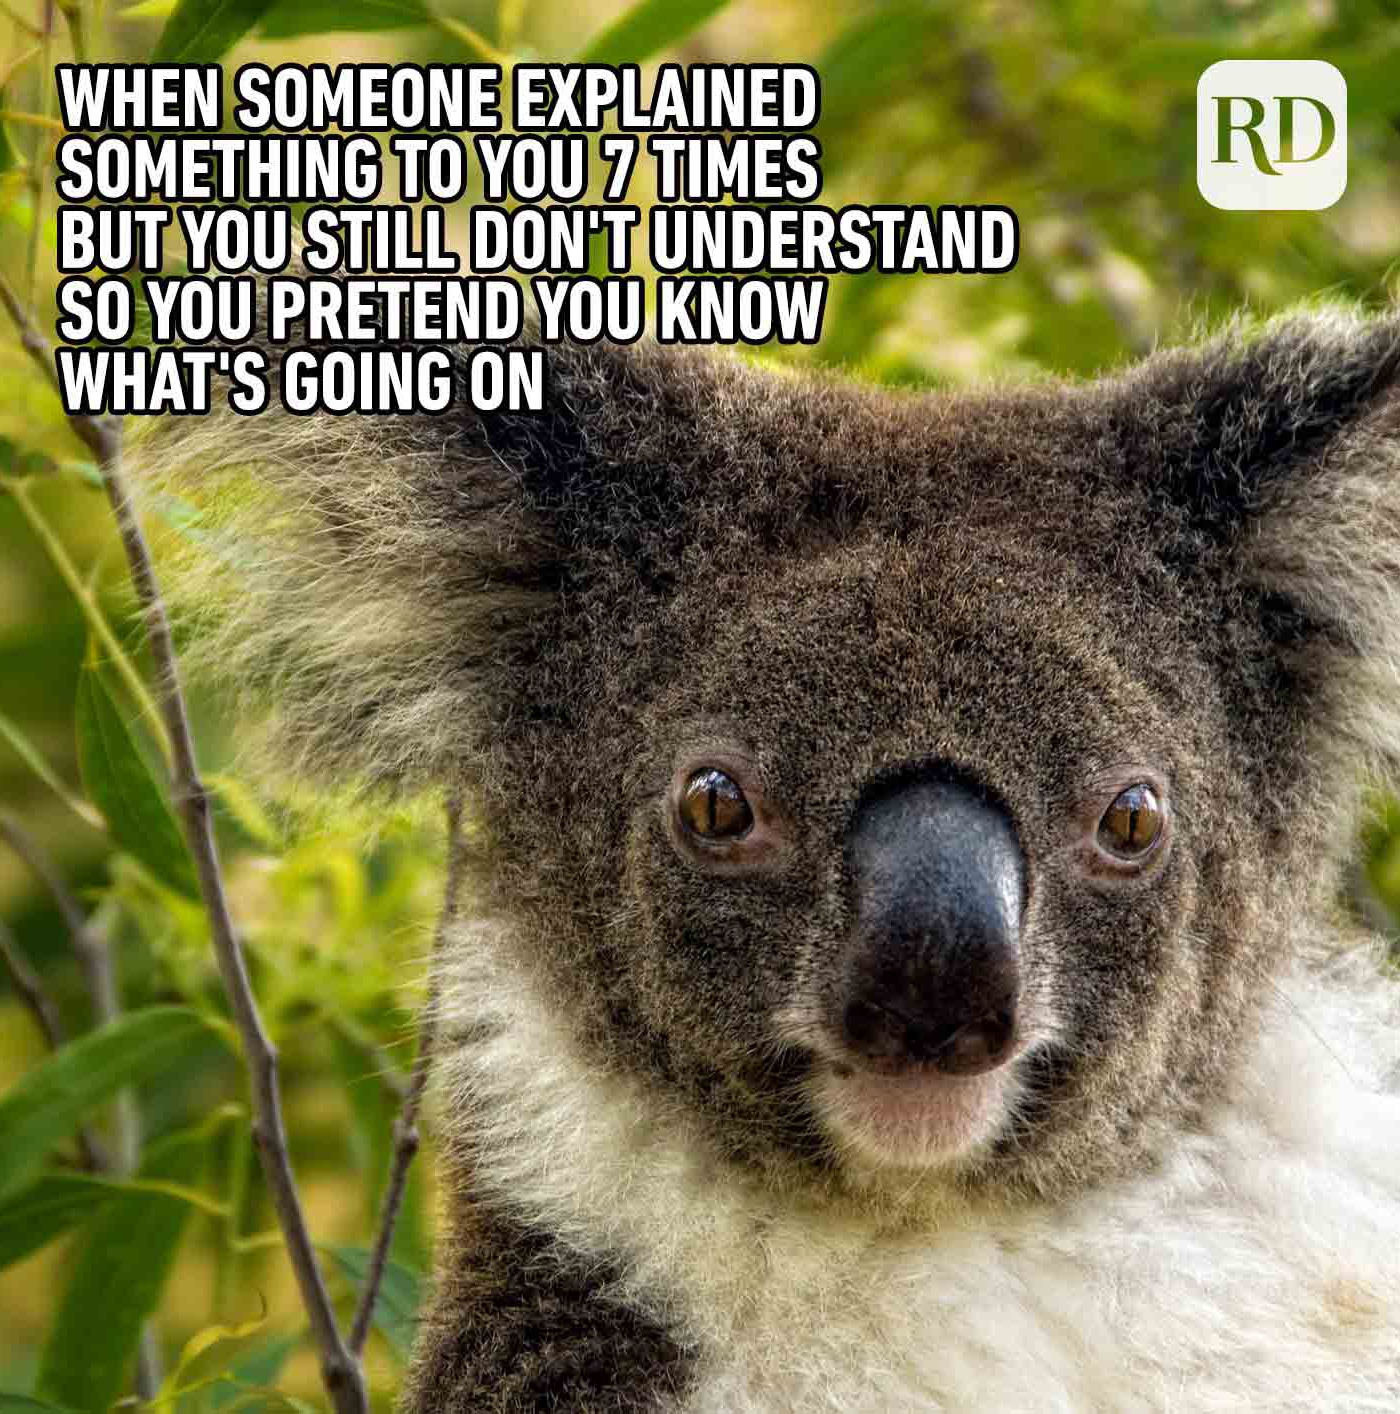 WHEN SOMEONE EXPLAINED
SOMETHING TO YOU 7 TIMES
BUT YOU STILL DON'T UNDERSTAND
SO YOU PRETEND YOU KNOW
WHAT'S GOING ON
RD